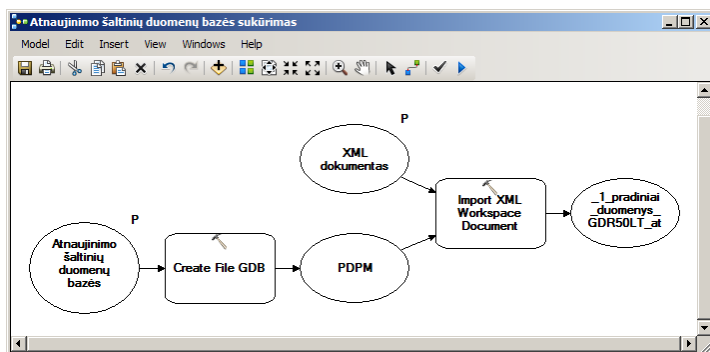 Atnaujinimo šaltinių duomenų bazės sukūrimas
Model Edit Insert View Windows Help
P
XML
dokumentas
Import XML
Workspace
Document
_1_pradiniai
_duomenys_
GDR50LT_at
P
Atnaujinimo
šaltinių
duomenų
bazės
Create File GDB
PDPM